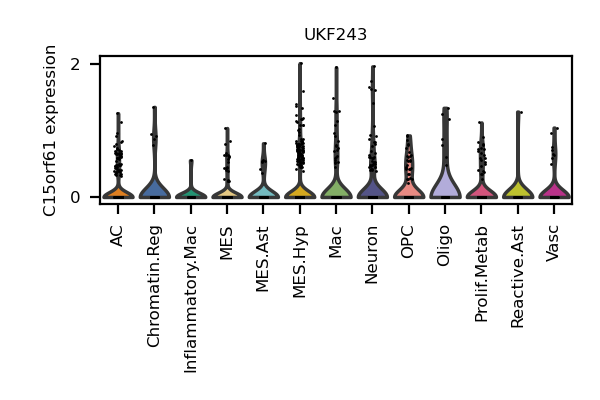 UKF243
C15orf61 expression
2
0
AC
Chromatin.Reg
Inflammatory.Mac
MES
MES.Ast
MES.Hyp
Mac
Neuron
OPC
Oligo
Prolif.Metab
Reactive.Ast
Vasc